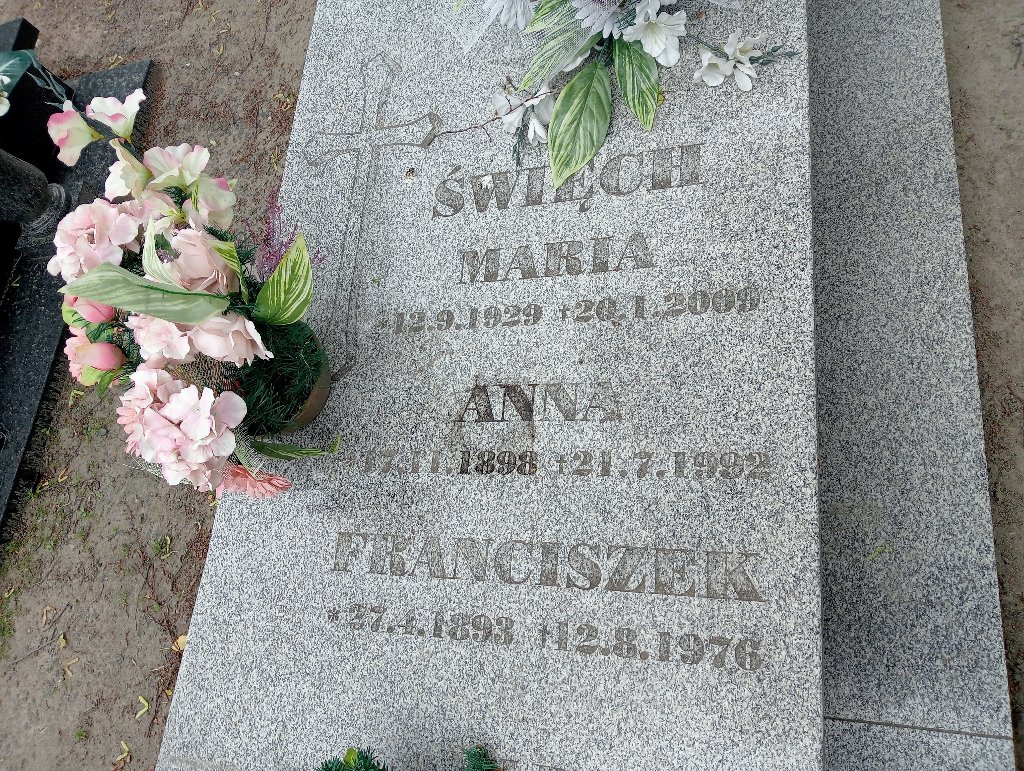 ŚWIĘCH
MARIA
*12.9.1929 †20.1.2009
ANNA
*17.11.1898 †21.7.1992
FRANCISZEK
*27.4.1893 †12.8.1976